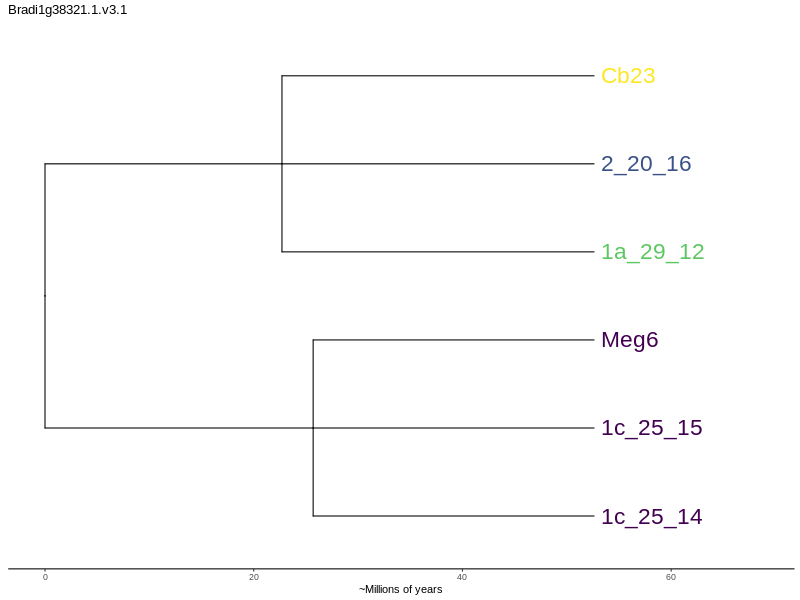 Bradi1g38321.1.v3.1
Cb23
2_20_16
1a_29_12
Meg6
1c_25_15
1c_25_14
0 20 40 60
~Millions of years